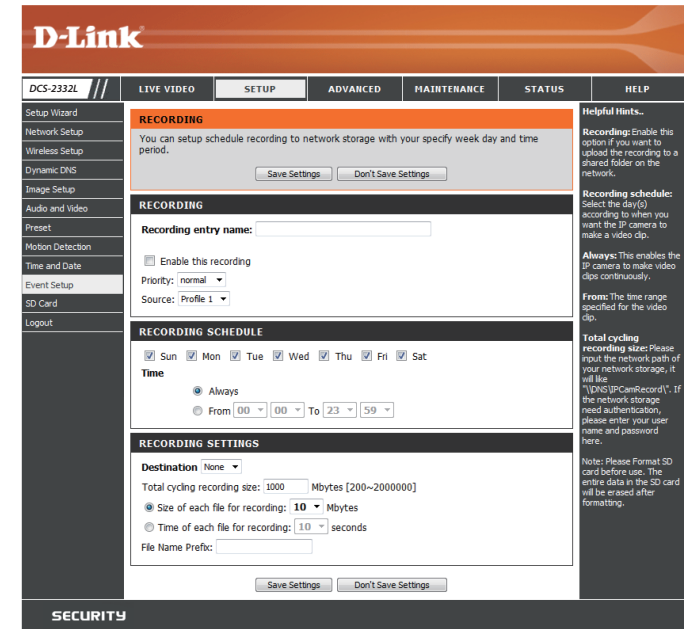 D-Link
DCS-2332L
LIVE VIDEO SETUP ADVANCED MAINTENANCE STATUS HELP
Setup Wizard
Network Setup
Wireless Setup
Dynamic DNS
Image Setup
Audio and Video
Preset
Motion Detection
Time and Date
Event Setup
SD Card
Logout
RECORDING
You can setup schedule recording to network storage with your specify week day and time
period.
Save Settings Don't Save Settings
RECORDING
Recording entry name:
Enable this recording
Priority: normal
Source: Profile 1
RECORDING SCHEDULE
Sun Mon Tue Wed Thu Fri Sat
Time
Always
From 00 00 To 23 59
RECORDING SETTINGS
Destination None
Total cycling recording size: 1000 Mbytes [200~2000000]
Size of each file for recording: 10 Mbytes
Time of each file for recording: 10 seconds
File Name Prefix:
Save Settings Don't Save Settings
Helpful Hints..
Recording: Enable this
option if you want to
upload the recording to a
shared folder on the
network.
Recording schedule:
Select the day(s)
according to when you
want the IP camera to
make a video clip.
Always: This enables the
IP camera to make video
clips continuously.
From: The time range
specified for the video
clip.
Total cycling
recording size: Please
input the network path of
your network storage, it
will like
"\\DNS\IPCamRecord\". If
the network storage
need authentication,
please enter your user
name and password
here.
Note: Please Format SD
card before use. The
entire data in the SD card
will be erased after
formatting.
SECURITY